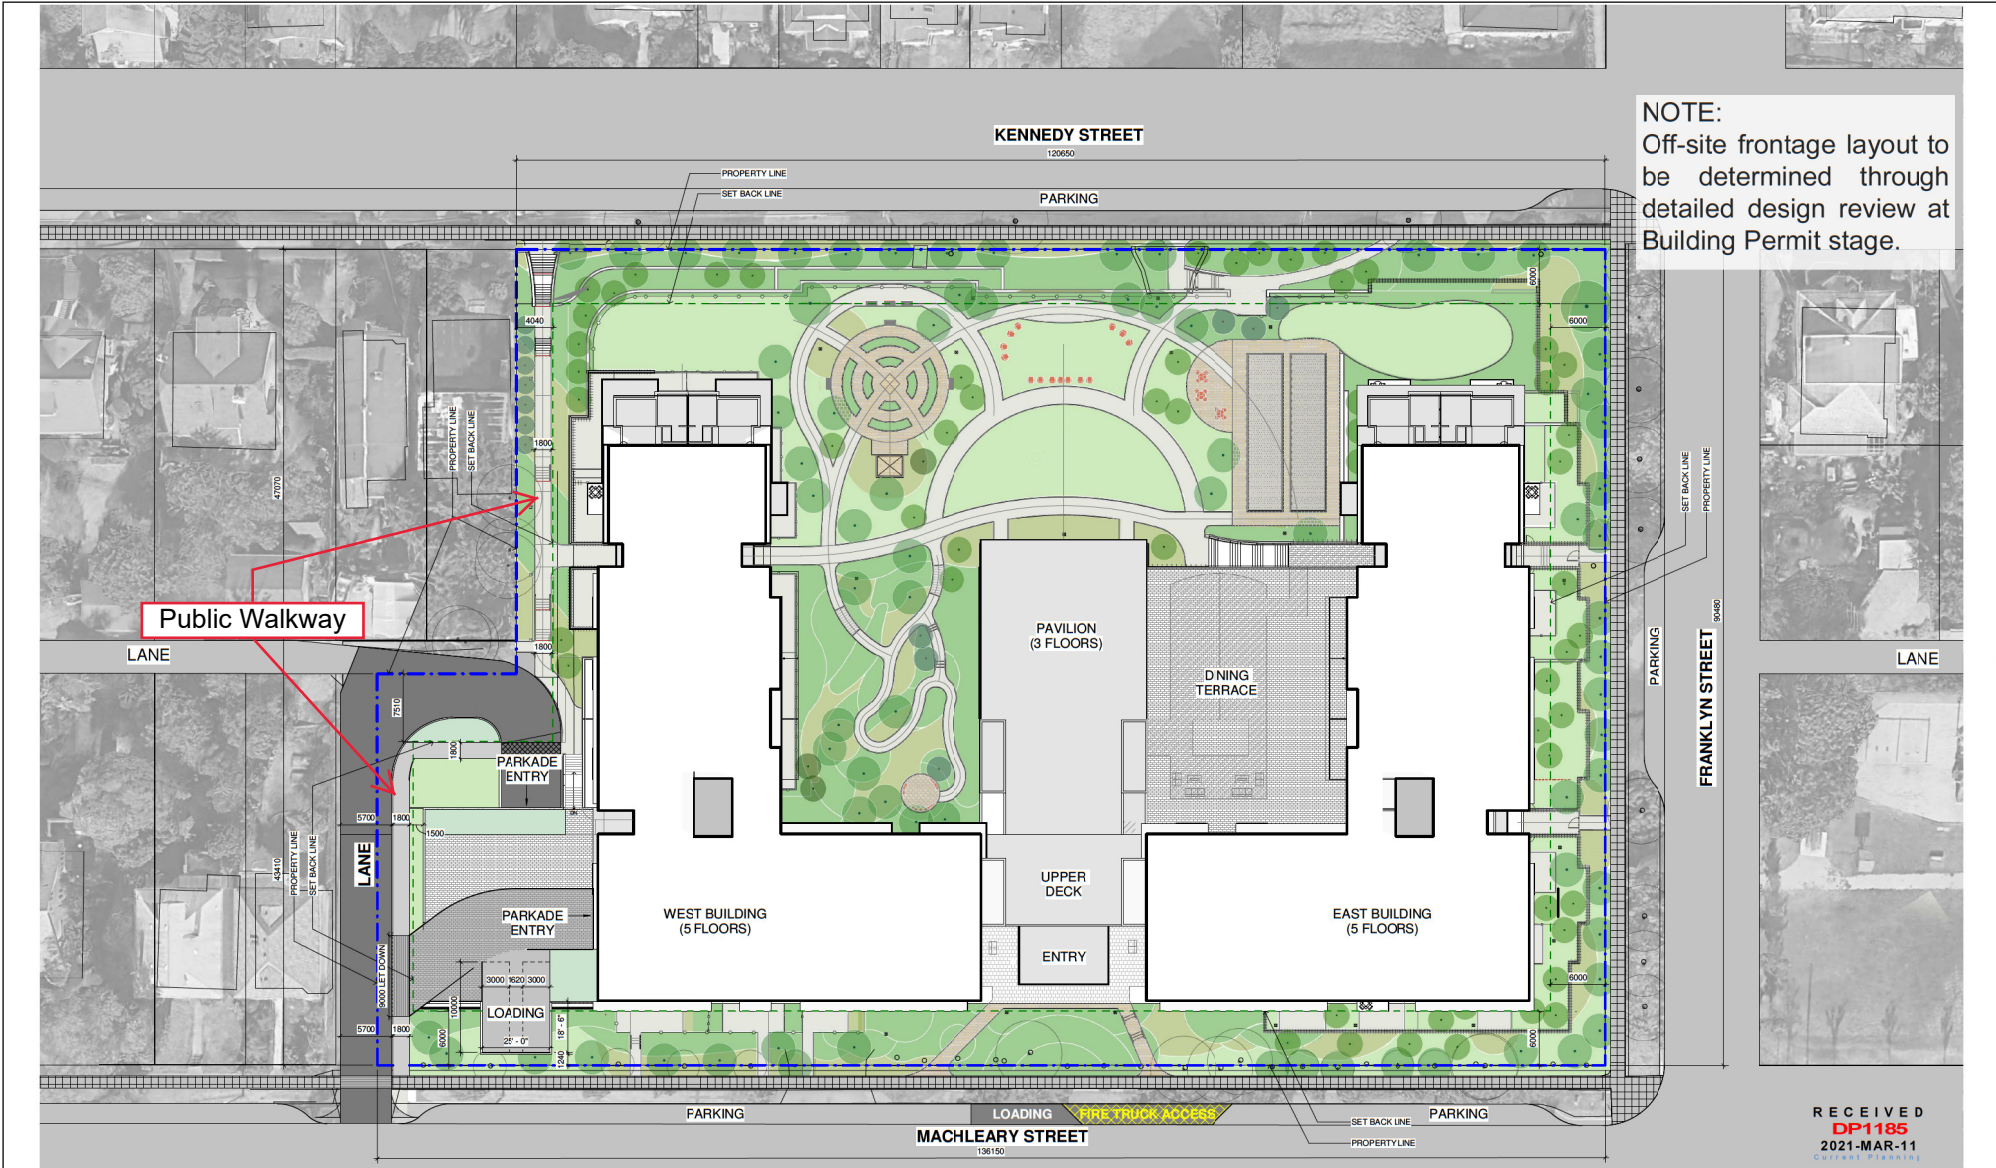 KENNEDY STREET
120650
PROPERTY LINE
SET BACK LINE
PARKING
NOTE:
Off-site frontage layout to
be determined through
detailed design review at
Building Permit stage.
6000
6000
4040
1800
PROPERTY LINE
SET BACK LINE
47070
Public Walkway
LANE
1800
7510
1800
PARKADE
ENTRY
5700
1800
1500
LANE
43410
PROPERTY LINE
SET BACK LINE
PARKADE
ENTRY
9000 LET DOWN
3000
1620
3000
10000
LOADING
25' - 0"
18' - 6"
1240
6000
5700
1800
WEST BUILDING
(5 FLOORS)
PAVILION
(3 FLOORS)
DINING
TERRACE
UPPER
DECK
ENTRY
EAST BUILDING
(5 FLOORS)
6000
6000
SET BACK LINE
PROPERTY LINE
PARKING
FRANKLYN STREET
90480
LANE
PARKING
LOADING
FIRE TRUCK ACCESS
PARKING
SET BACK LINE
PROPERTY LINE
MACHLEARY STREET
136150
RECEIVED
DP1185
2021-MAR-11
Current Planning